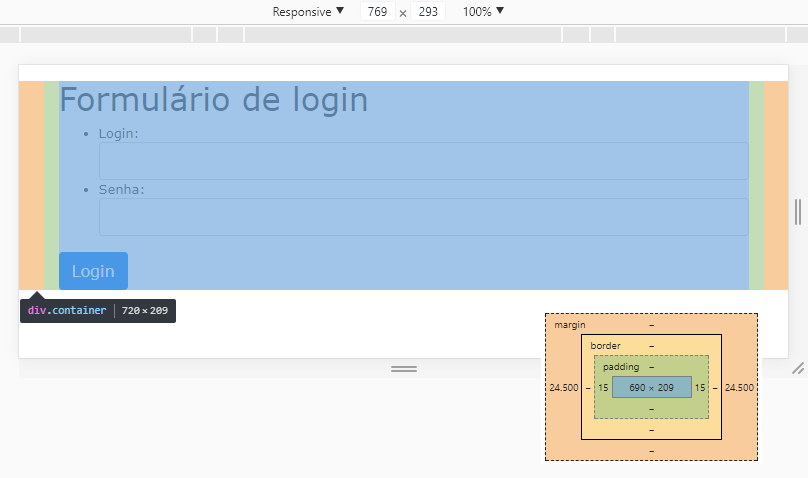 Responsive ▼ 769 × 293 100% ▼
Formulário de login
• Login:
• Senha:
Login
div.container 720×209
margin –
border –
padding –
24.500 – 15 690 × 209 15 – 24.500
–
–
–